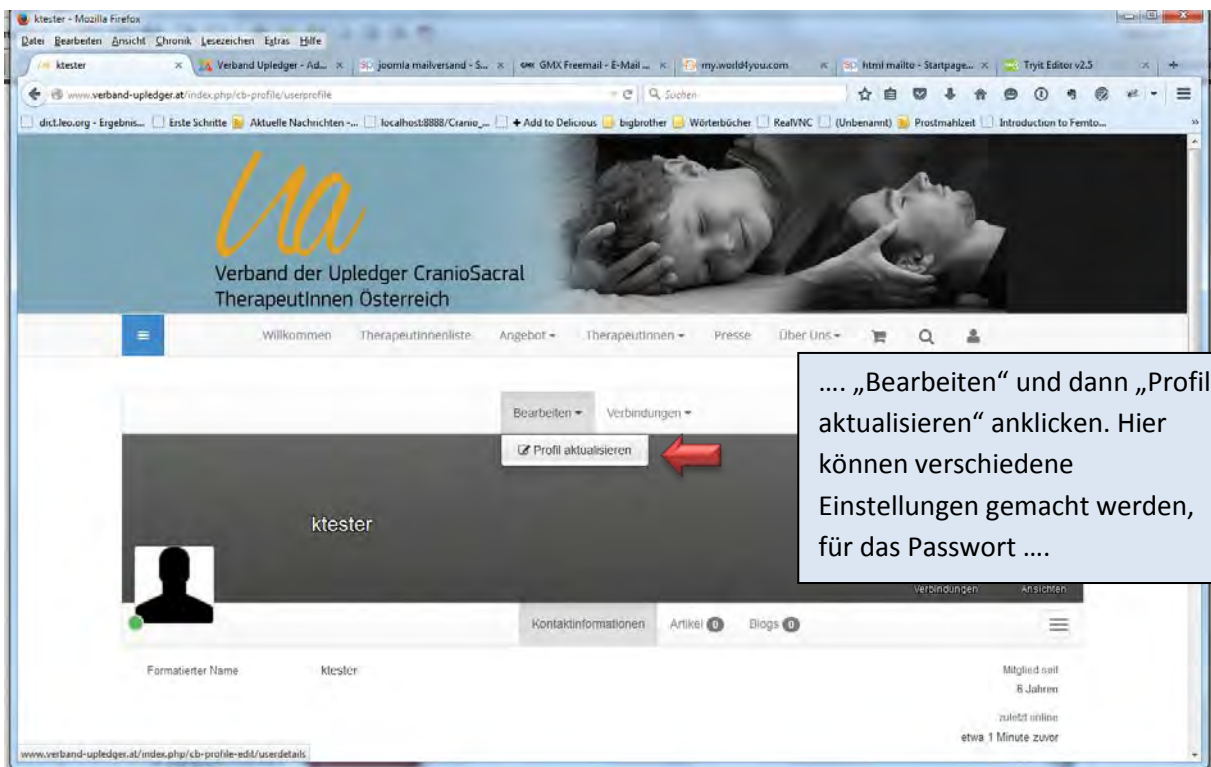 ktester - Mozilla Firefox
Datei Bearbeiten Ansicht Chronik Lesezeichen Extras Hilfe
ktester × Verband Upledger - Ad... × joomla mailversand - S... × GMX Freemail - E-Mail ... × my.world4you.com × html mailto - Startpage... × Tryit Editor v2.5 × +
www.verband-upledger.at/index.php/cb-profile/userprofile Suchen
dict.leo.org - Ergebnis... Erste Schritte Aktuelle Nachrichten -... localhost:8888/Cranio_... + Add to Delicious bigbrother Wörterbücher RealVNC (Unbenannt) Prostmahlzeit Introduction to Femto... »
ua
Verband der Upledger CranioSacral
TherapeutInnen Österreich
Willkommen TherapeutInnenliste Angebot TherapeutInnen Presse Über Uns
Bearbeiten Verbindungen
Profil aktualisieren
…. „Bearbeiten“ und dann „Profil
aktualisieren“ anklicken. Hier
können verschiedene
Einstellungen gemacht werden,
für das Passwort ….
ktester
Verbindungen Ansichten
Kontaktinformationen Artikel 0 Blogs 0
Formatierter Name ktester
Mitglied seit
Jahren
zuletzt online
etwa 1 Minute zuvor
www.verband-upledger.at/index.php/cb-profile-edit/userdetails